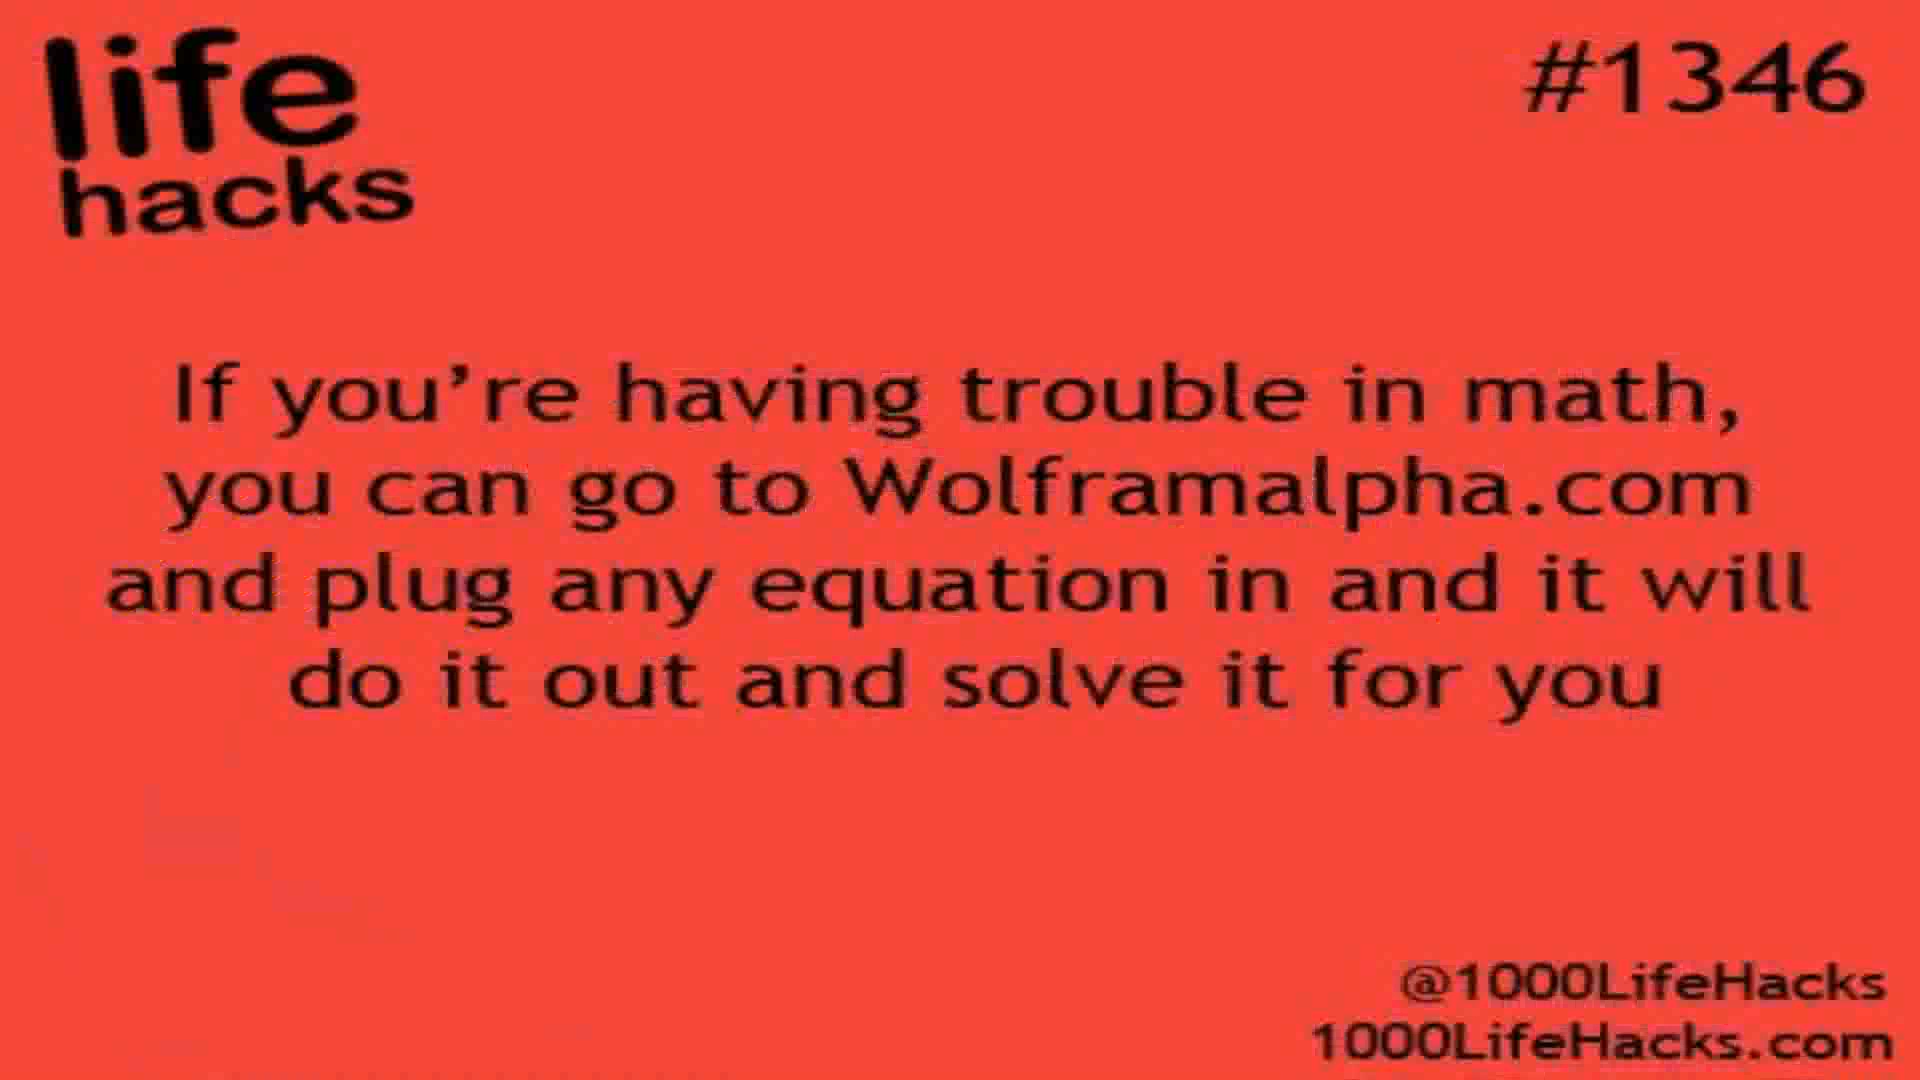 life
hacks
#1346
If you're having trouble in math,
you can go to Wolframalpha.com
and plug any equation in and it will
do it out and solve it for you
@1000LifeHacks
1000LifeHacks.com